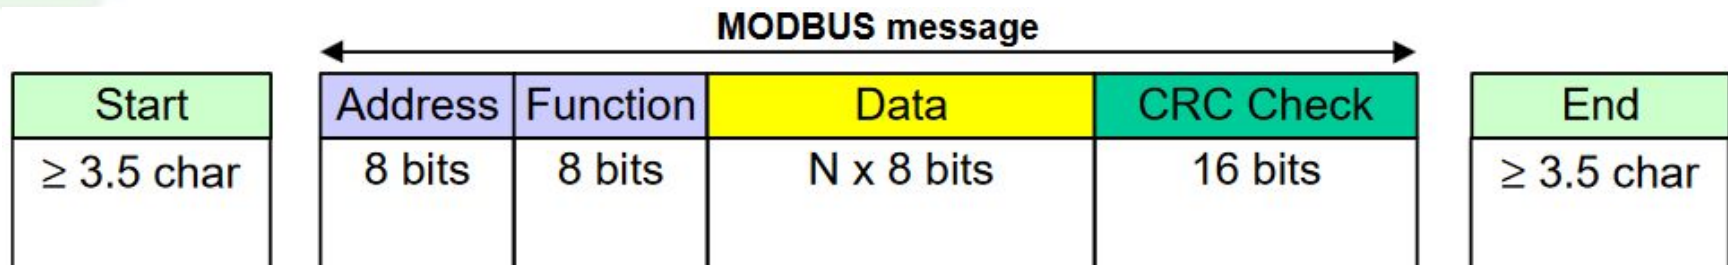 MODBUS message
Start Address Function Data CRC Check End
≥ 3.5 char 8 bits 8 bits N x 8 bits 16 bits ≥ 3.5 char